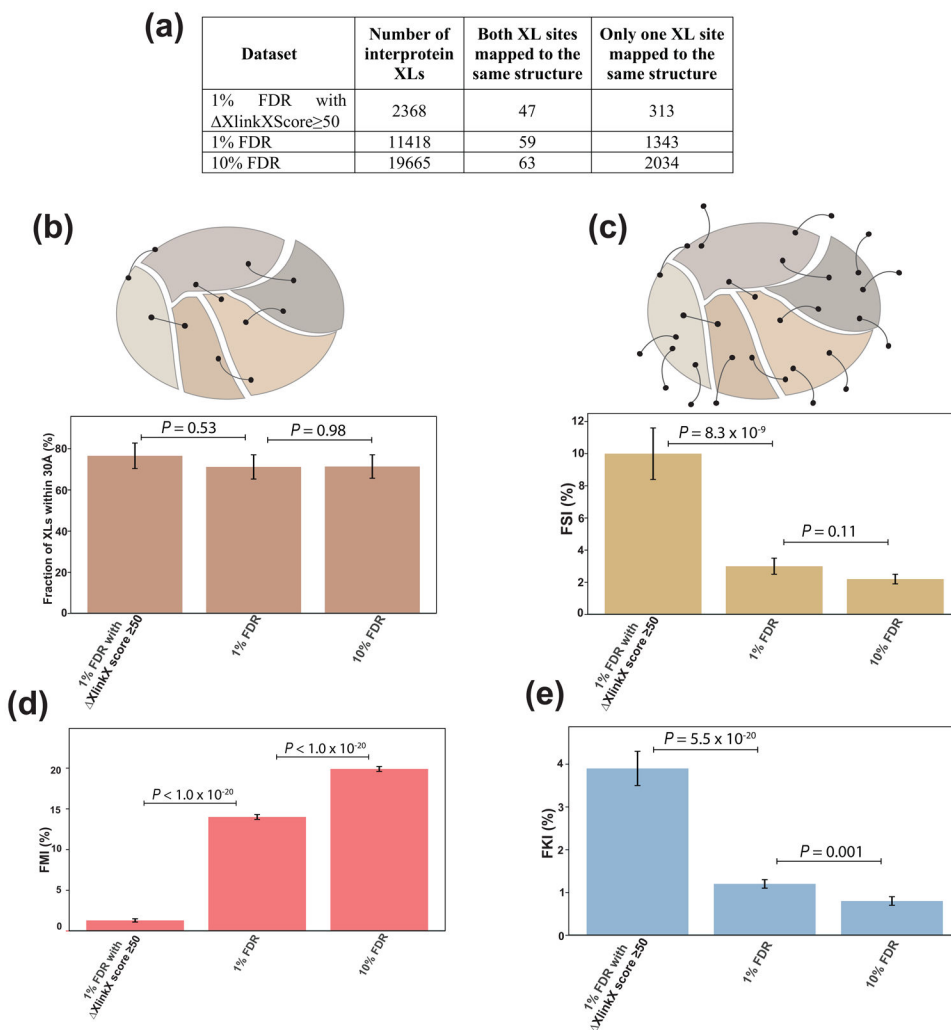 (a)
Dataset
Number of interprotein XLs
Both XL sites mapped to the same structure
Only one XL site mapped to the same structure
1% FDR with ΔXlinkXScore≥50
2368
47
313
1% FDR
11418
59
1343
10% FDR
19665
63
2034
(b)
(c)
Fraction of XLs within 30Å (%)
80
60
40
20
0
P = 0.53
P = 0.98
1% FDR with
ΔXlinkX score ≥50
1% FDR
10% FDR
FSI (%)
12
10
8
6
4
2
0
P = 8.3 x 10-9
P = 0.11
1% FDR with
ΔXlinkX score ≥50
1% FDR
10% FDR
(d)
FMI (%)
20
15
10
5
0
P < 1.0 x 10-20
P < 1.0 x 10-20
1% FDR with
ΔXlinkX score ≥50
1% FDR
10% FDR
(e)
FKI (%)
4
3
2
1
0
P = 5.5 x 10-20
P = 0.001
1% FDR with
ΔXlinkX score ≥50
1% FDR
10% FDR